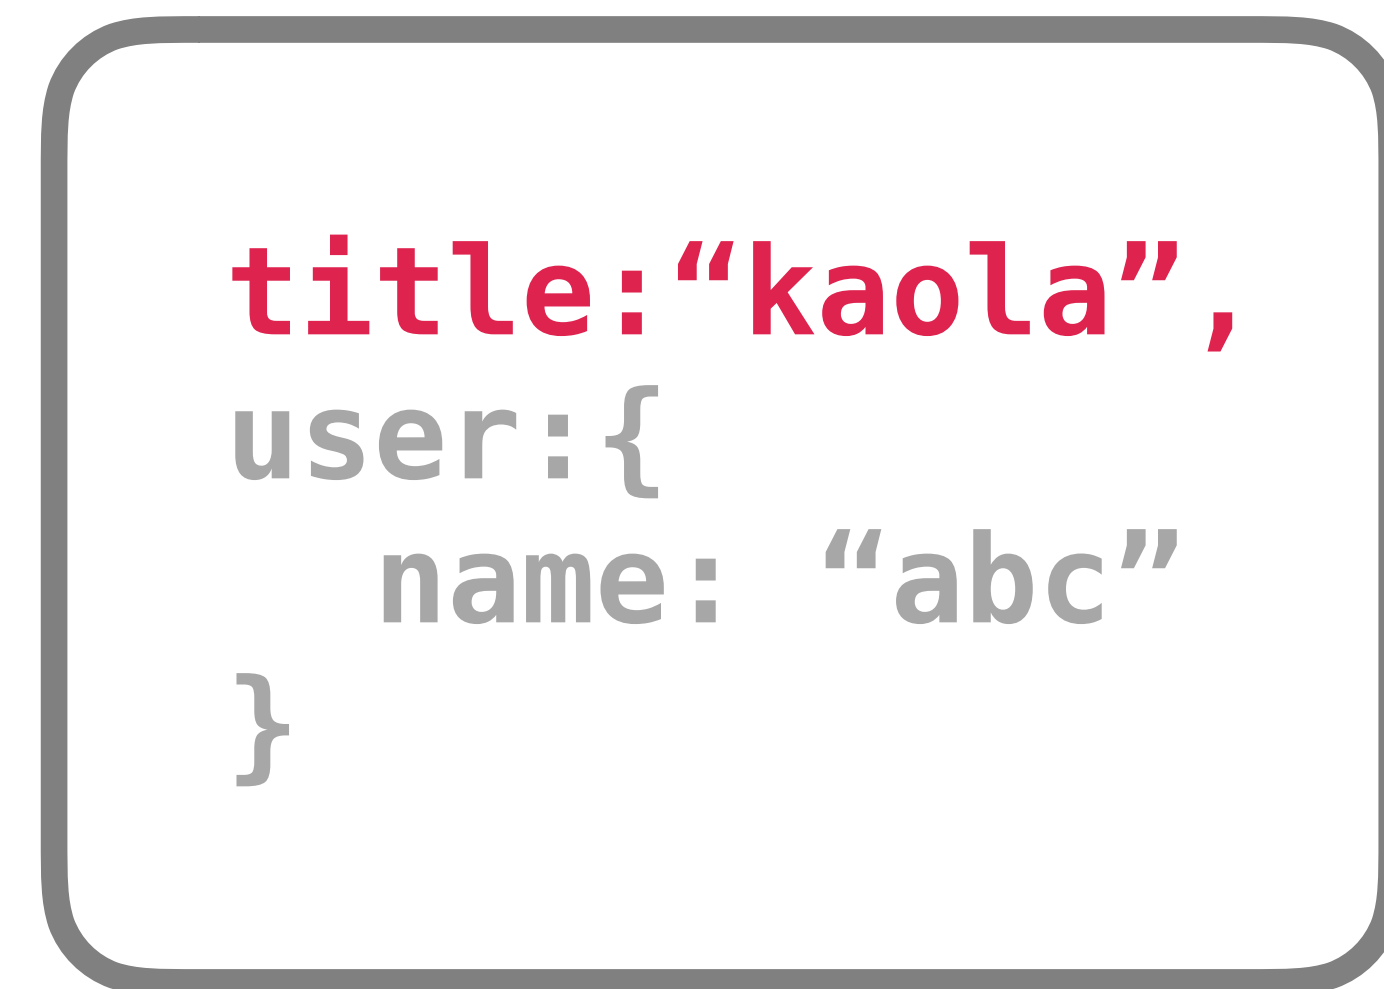 title:“kaola”,
user:{
  name: “abc”
}